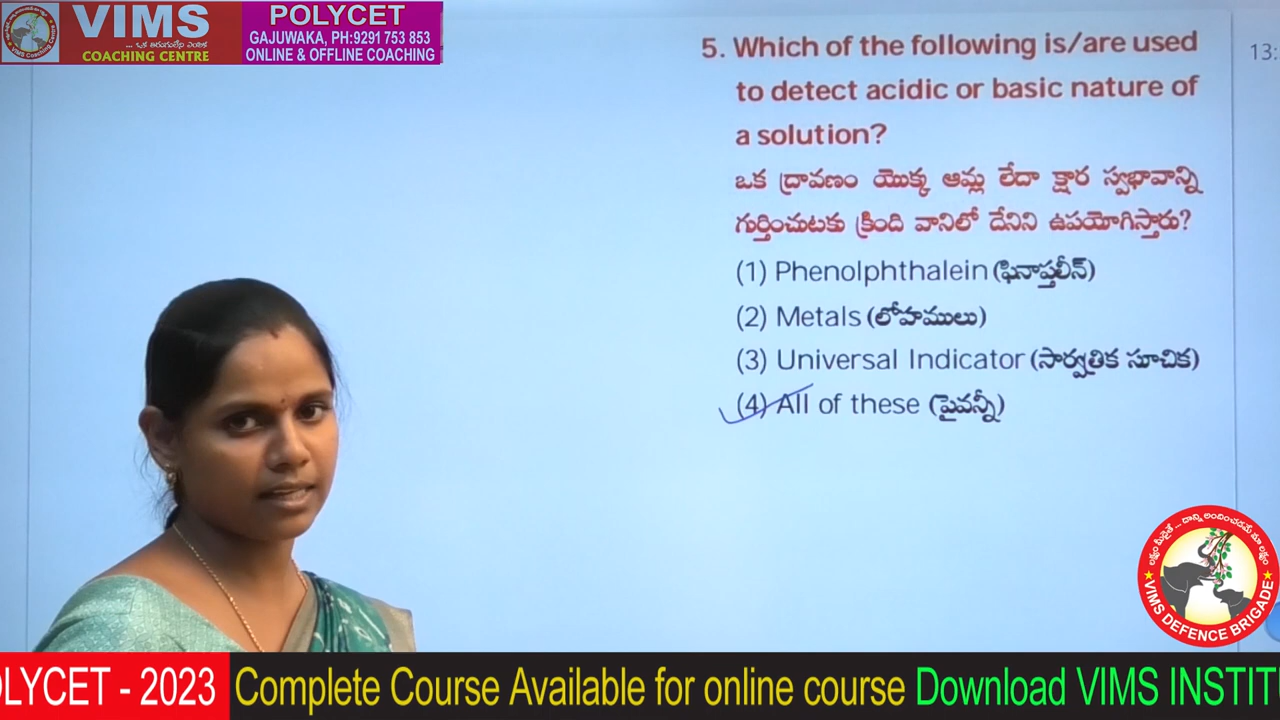 VIMS
... ఒక తిరుగులేని ఎంపిక
COACHING CENTRE
POLYCET
GAJUWAKA, PH:9291 753 853
ONLINE & OFFLINE COACHING
5. Which of the following is/are used
to detect acidic or basic nature of
a solution?
ఒక ద్రావణం యొక్క ఆమ్ల లేదా క్షార స్వభావాన్ని
గుర్తించుటకు క్రింది వానిలో దేనిని ఉపయోగిస్తారు?
(1) Phenolphthalein (ఫినాప్తలీన్)
(2) Metals (లోహములు)
(3) Universal Indicator (సార్వత్రిక సూచిక)
(4) All of these (పైవన్నీ)
13:
VIMS DEFENCE BRIGADE
OLYCET - 2023 Complete Course Available for online course Download VIMS INSTIT